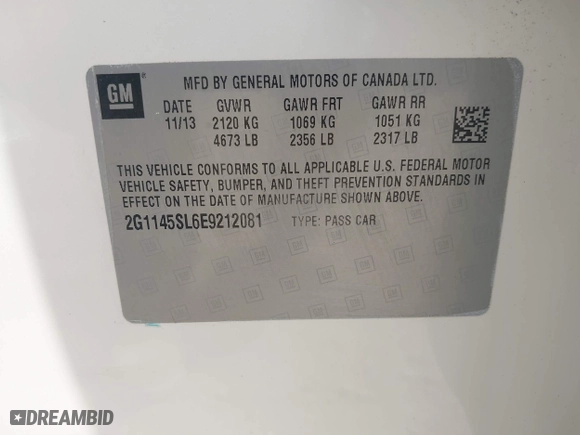 GM
MFD BY GENERAL MOTORS OF CANADA LTD.
DATE GVWR GAWR FRT GAWR RR
11/13 2120 KG 1069 KG 1051 KG
4673 LB 2356 LB 2317 LB
THIS VEHICLE CONFORMS TO ALL APPLICABLE U.S. FEDERAL MOTOR
VEHICLE SAFETY, BUMPER, AND THEFT PREVENTION STANDARDS IN
EFFECT ON THE DATE OF MANUFACTURE SHOWN ABOVE.
2G1145SL6E9212081 TYPE: PASS CAR
DREAMBID